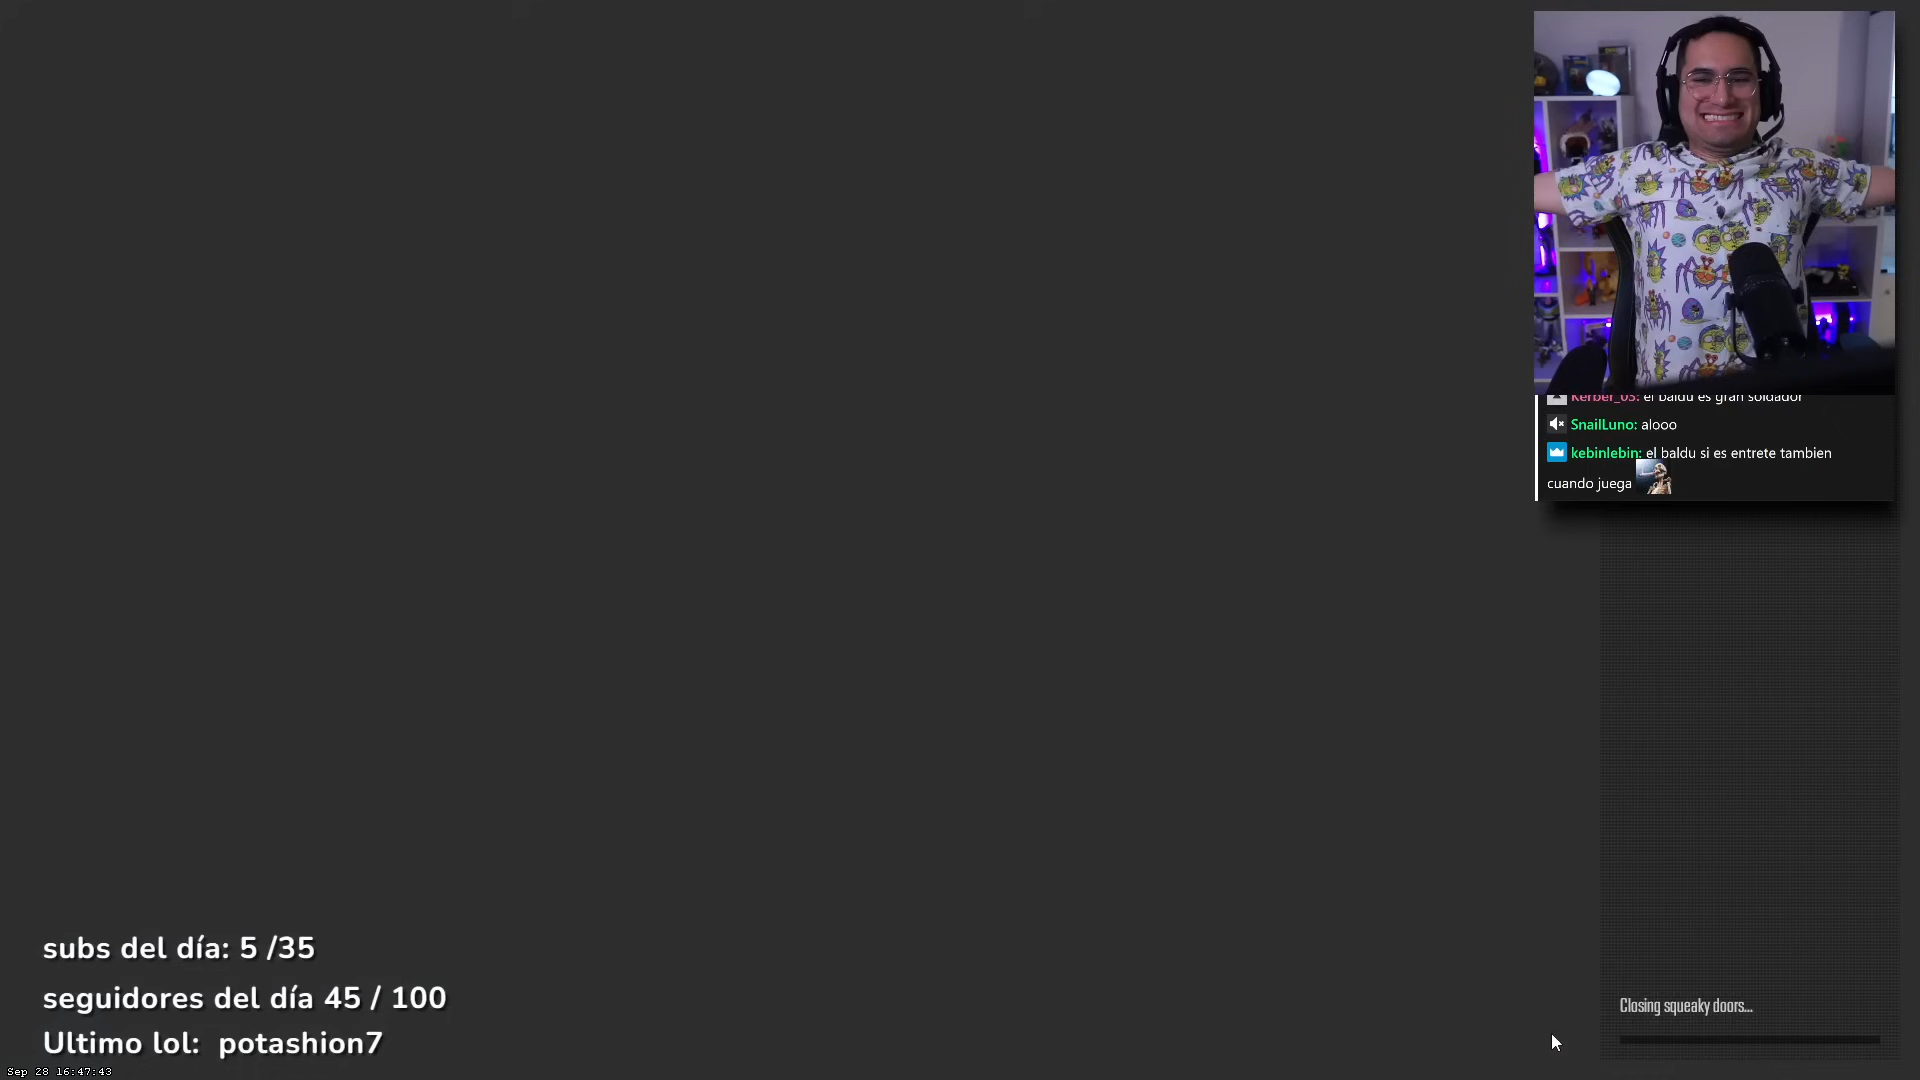 Kerber_03: el baldu es gran soldador
SnailLuno: alooo
kebinlebin: el baldu si es entrete tambien
cuando juega
Closing squeaky doors...
subs del día: 5 /35
seguidores del día 45 / 100
Ultimo lol: potashion7
Sep 28 16:47:43